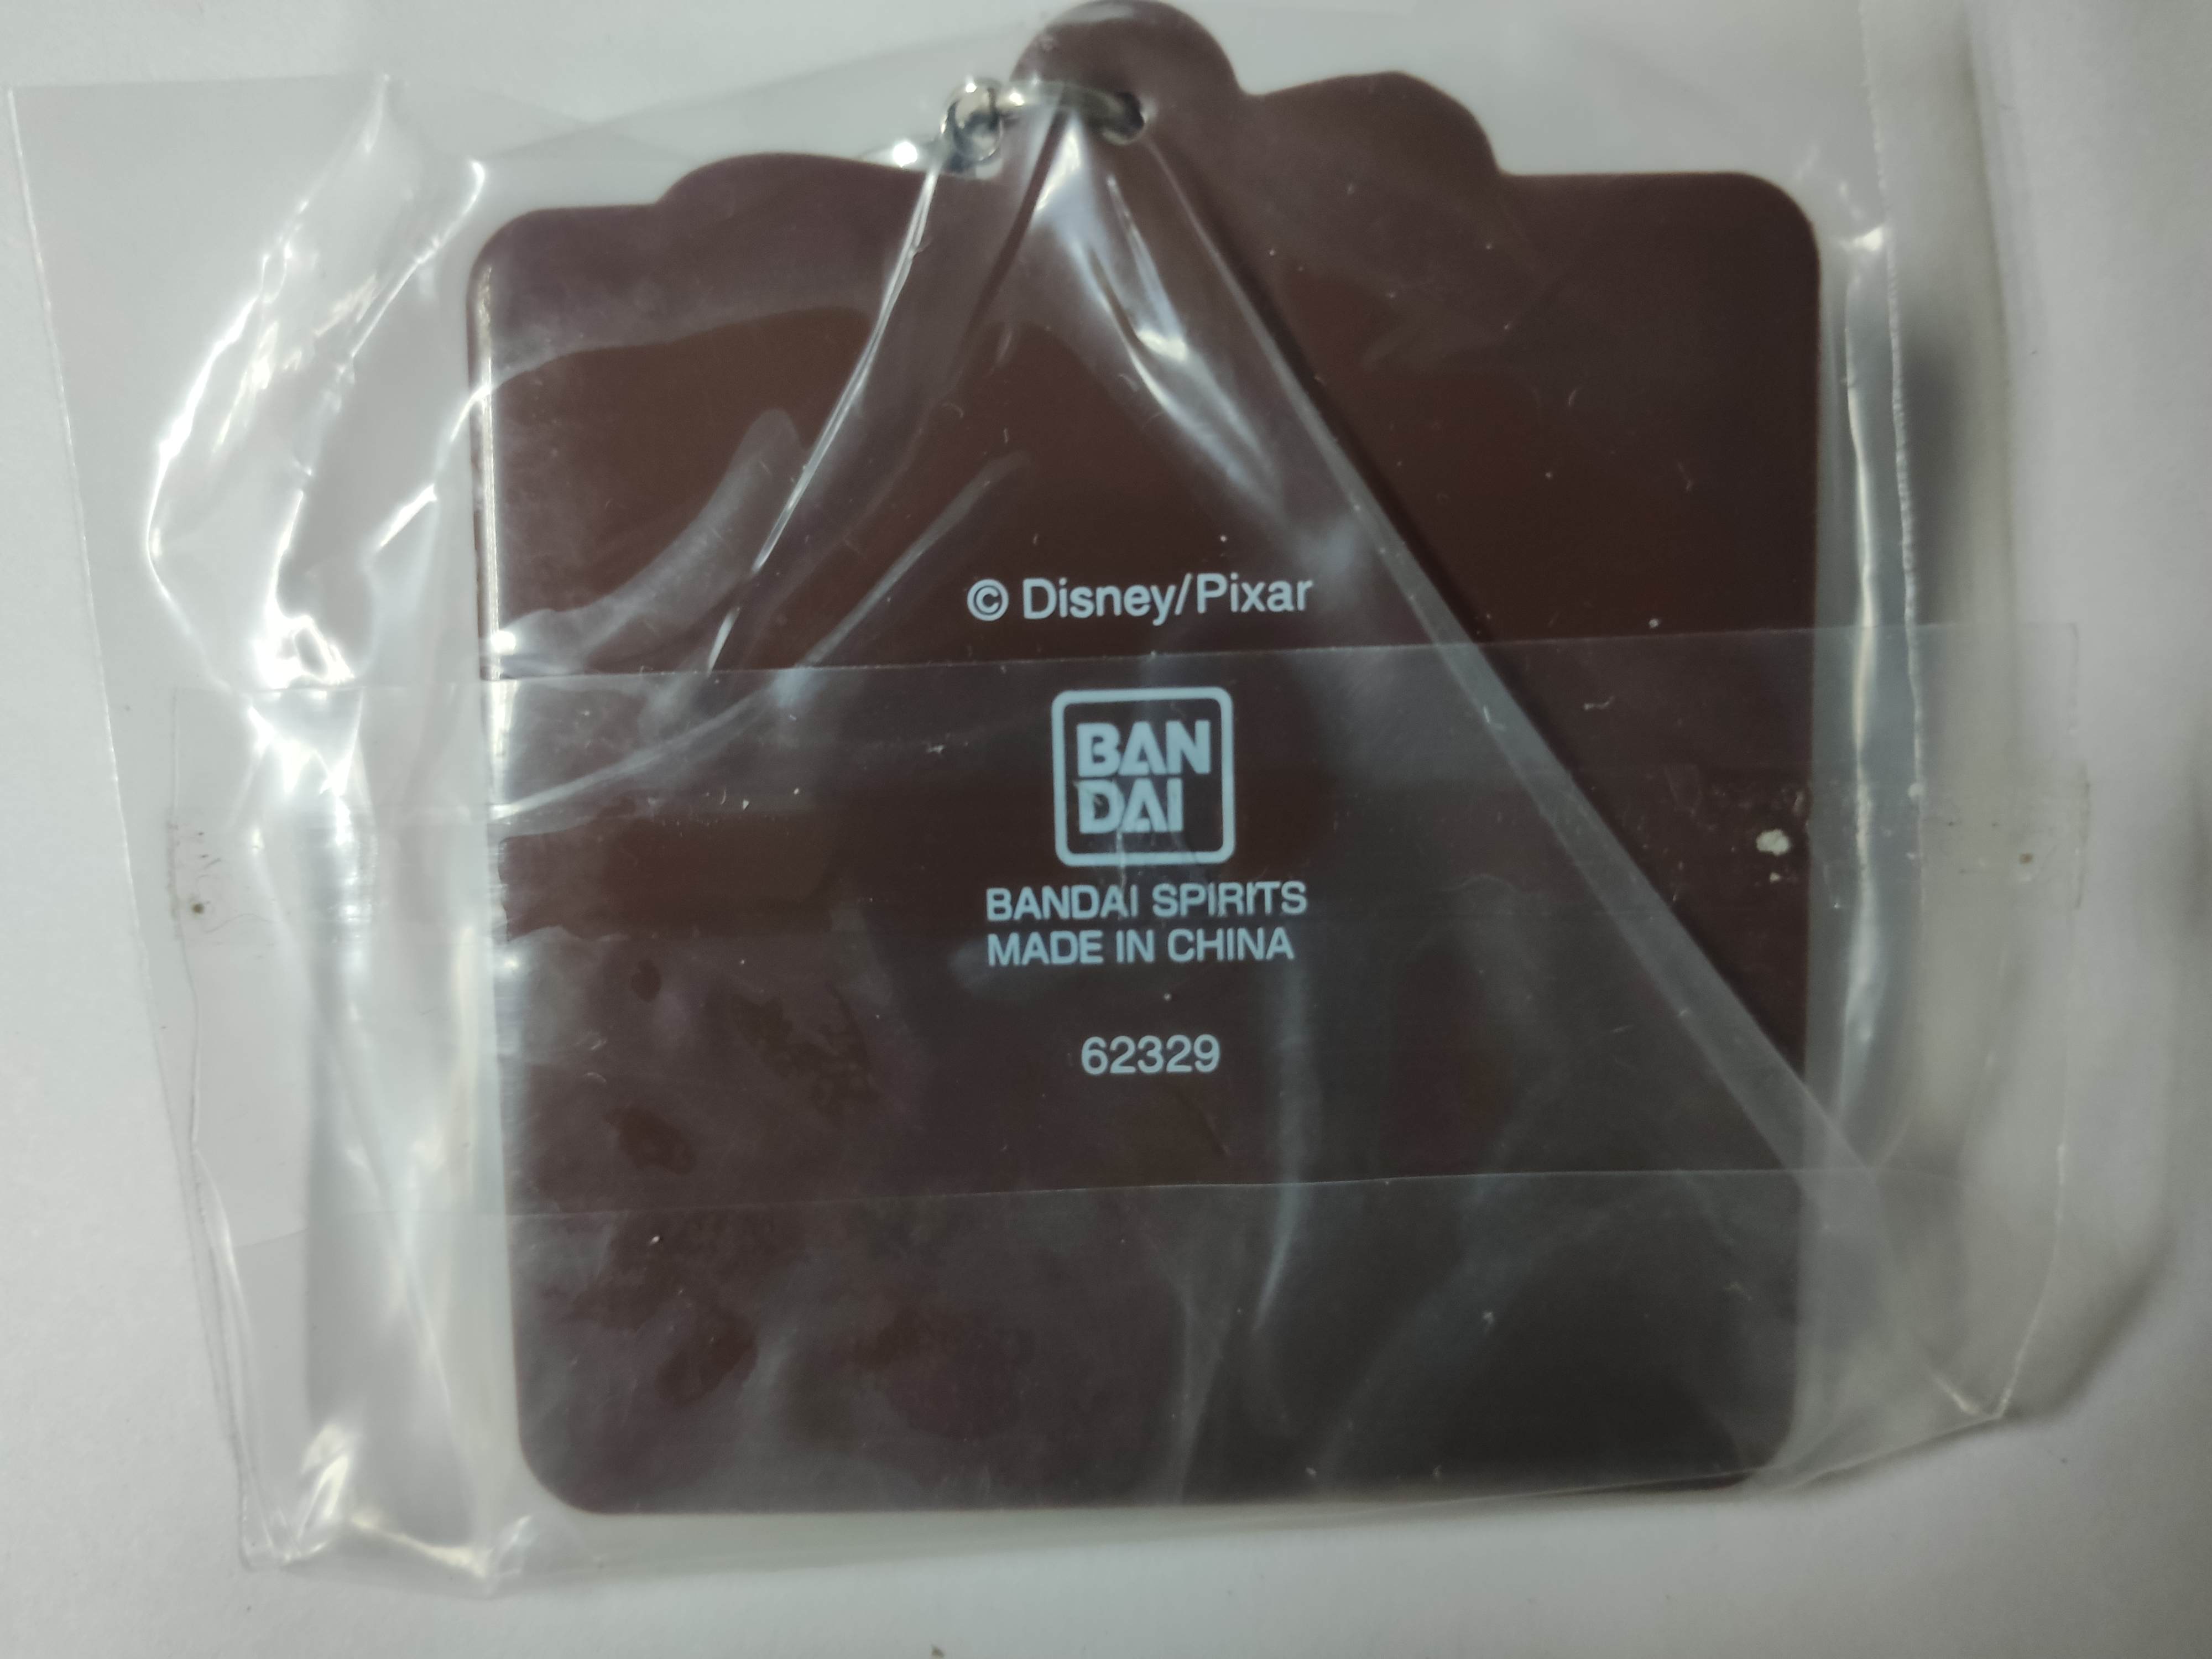 © Disney/Pixar
BAN
DAI
BANDAI SPIRITS
MADE IN CHINA
62329